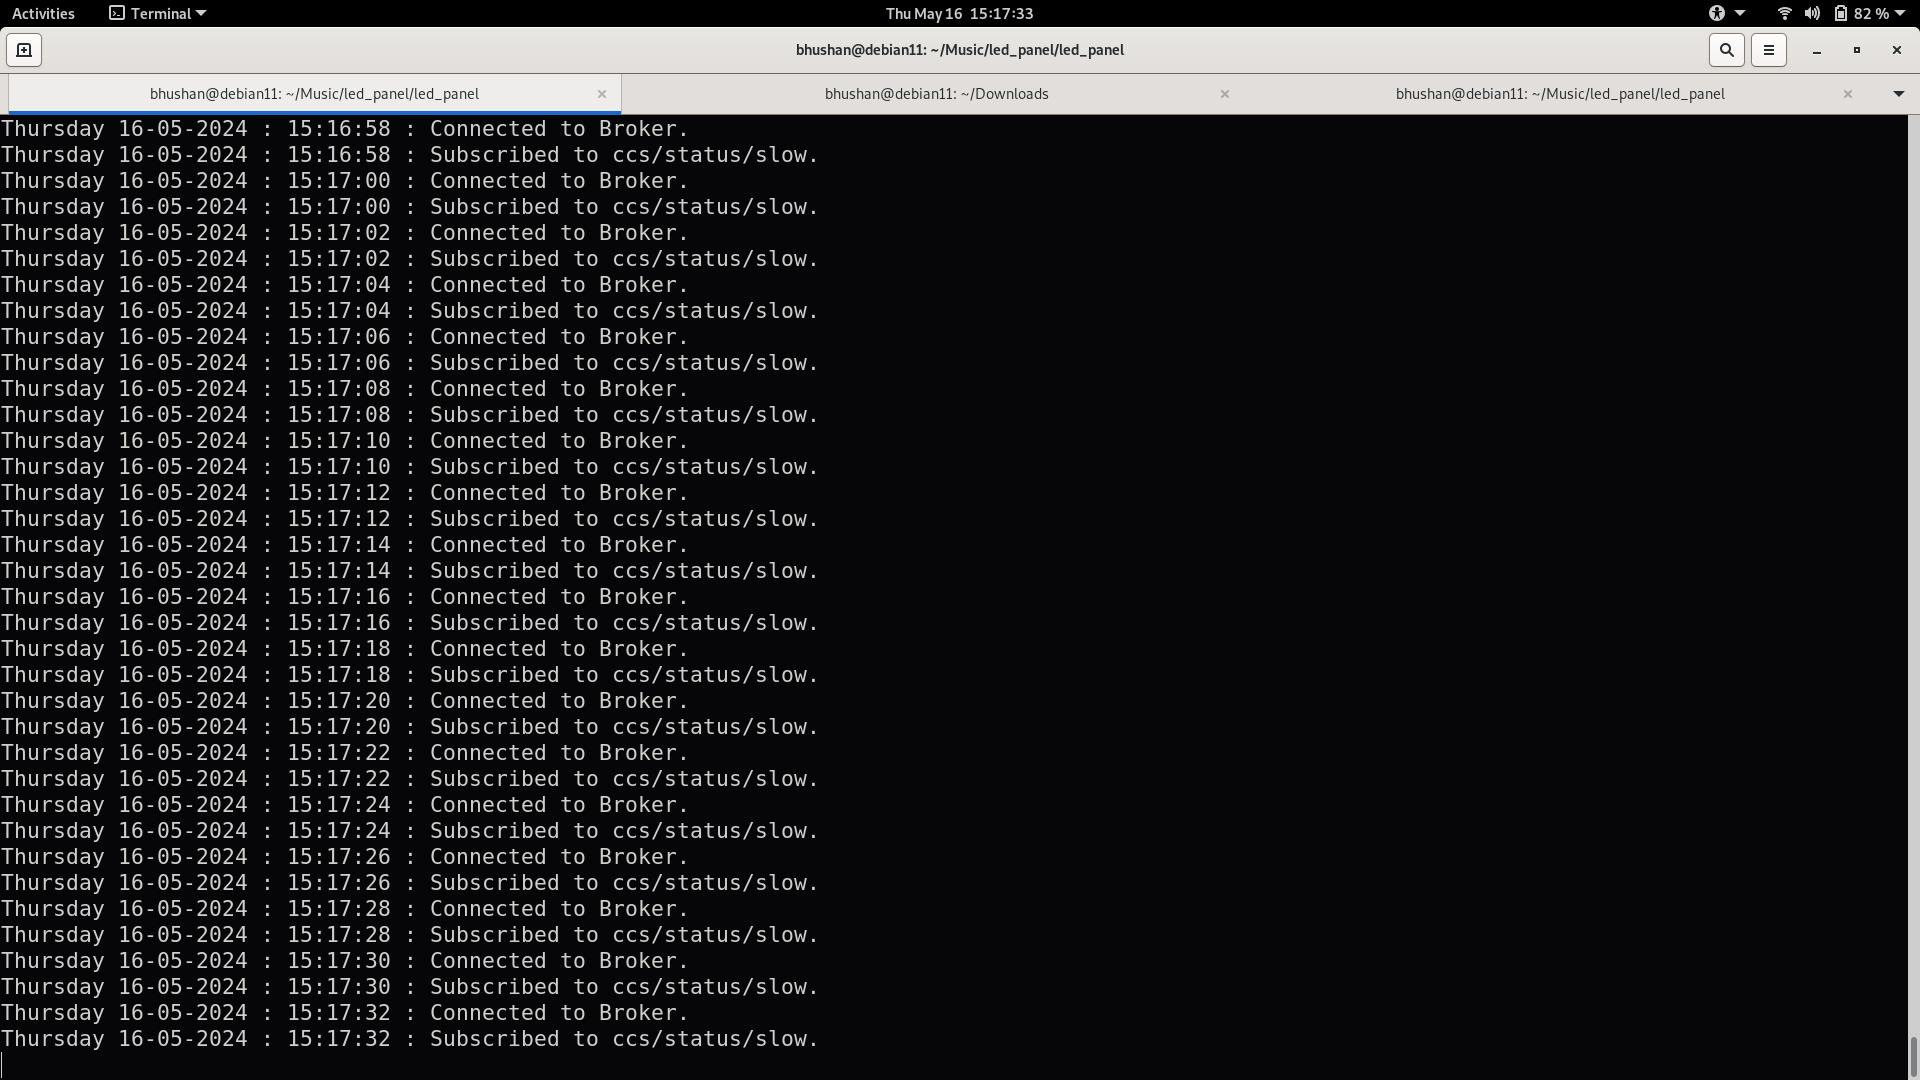 Activities Terminal Thu May 16 15:17:33 82 %
bhushan@debian11: ~/Music/led_panel/led_panel
bhushan@debian11: ~/Music/led_panel/led_panel bhushan@debian11: ~/Downloads bhushan@debian11: ~/Music/led_panel/led_panel
Thursday 16-05-2024 : 15:16:58 : Connected to Broker.
Thursday 16-05-2024 : 15:16:58 : Subscribed to ccs/status/slow.
Thursday 16-05-2024 : 15:17:00 : Connected to Broker.
Thursday 16-05-2024 : 15:17:00 : Subscribed to ccs/status/slow.
Thursday 16-05-2024 : 15:17:02 : Connected to Broker.
Thursday 16-05-2024 : 15:17:02 : Subscribed to ccs/status/slow.
Thursday 16-05-2024 : 15:17:04 : Connected to Broker.
Thursday 16-05-2024 : 15:17:04 : Subscribed to ccs/status/slow.
Thursday 16-05-2024 : 15:17:06 : Connected to Broker.
Thursday 16-05-2024 : 15:17:06 : Subscribed to ccs/status/slow.
Thursday 16-05-2024 : 15:17:08 : Connected to Broker.
Thursday 16-05-2024 : 15:17:08 : Subscribed to ccs/status/slow.
Thursday 16-05-2024 : 15:17:10 : Connected to Broker.
Thursday 16-05-2024 : 15:17:10 : Subscribed to ccs/status/slow.
Thursday 16-05-2024 : 15:17:12 : Connected to Broker.
Thursday 16-05-2024 : 15:17:12 : Subscribed to ccs/status/slow.
Thursday 16-05-2024 : 15:17:14 : Connected to Broker.
Thursday 16-05-2024 : 15:17:14 : Subscribed to ccs/status/slow.
Thursday 16-05-2024 : 15:17:16 : Connected to Broker.
Thursday 16-05-2024 : 15:17:16 : Subscribed to ccs/status/slow.
Thursday 16-05-2024 : 15:17:18 : Connected to Broker.
Thursday 16-05-2024 : 15:17:18 : Subscribed to ccs/status/slow.
Thursday 16-05-2024 : 15:17:20 : Connected to Broker.
Thursday 16-05-2024 : 15:17:20 : Subscribed to ccs/status/slow.
Thursday 16-05-2024 : 15:17:22 : Connected to Broker.
Thursday 16-05-2024 : 15:17:22 : Subscribed to ccs/status/slow.
Thursday 16-05-2024 : 15:17:24 : Connected to Broker.
Thursday 16-05-2024 : 15:17:24 : Subscribed to ccs/status/slow.
Thursday 16-05-2024 : 15:17:26 : Connected to Broker.
Thursday 16-05-2024 : 15:17:26 : Subscribed to ccs/status/slow.
Thursday 16-05-2024 : 15:17:28 : Connected to Broker.
Thursday 16-05-2024 : 15:17:28 : Subscribed to ccs/status/slow.
Thursday 16-05-2024 : 15:17:30 : Connected to Broker.
Thursday 16-05-2024 : 15:17:30 : Subscribed to ccs/status/slow.
Thursday 16-05-2024 : 15:17:32 : Connected to Broker.
Thursday 16-05-2024 : 15:17:32 : Subscribed to ccs/status/slow.